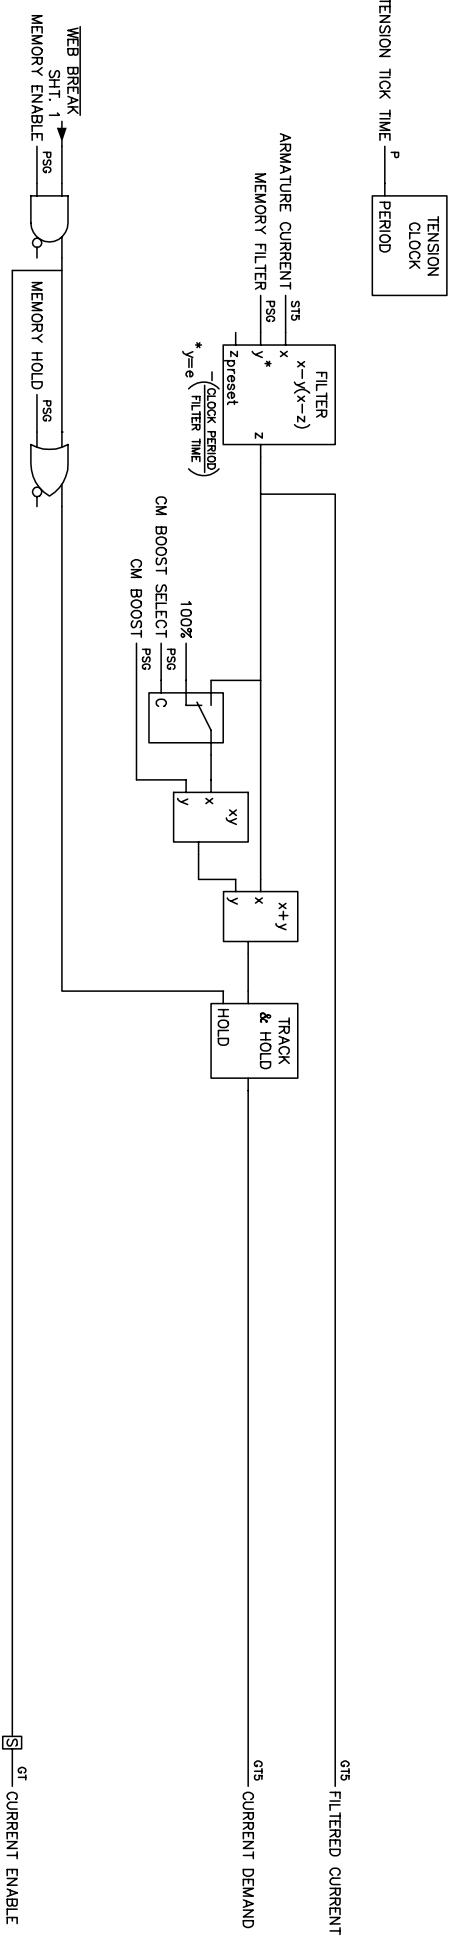 TENSION TICK TIME
P
TENSION
CLOCK
PERIOD
ARMATURE CURRENT
ST5
MEMORY FILTER
PSG
FILTER
x-y(x-z)
x
y*
z preset
z
* y=e
-(CLOCK PERIOD
FILTER TIME)
GT5
FILTERED CURRENT
100%
CM BOOST SELECT
PSG
C
CM BOOST
PSG
xy
x
y
x+y
x
y
TRACK
& HOLD
HOLD
GT5
CURRENT DEMAND
WEB BREAK
SHT. 1
MEMORY ENABLE
PSG
MEMORY HOLD
PSG
S
GT
CURRENT ENABLE